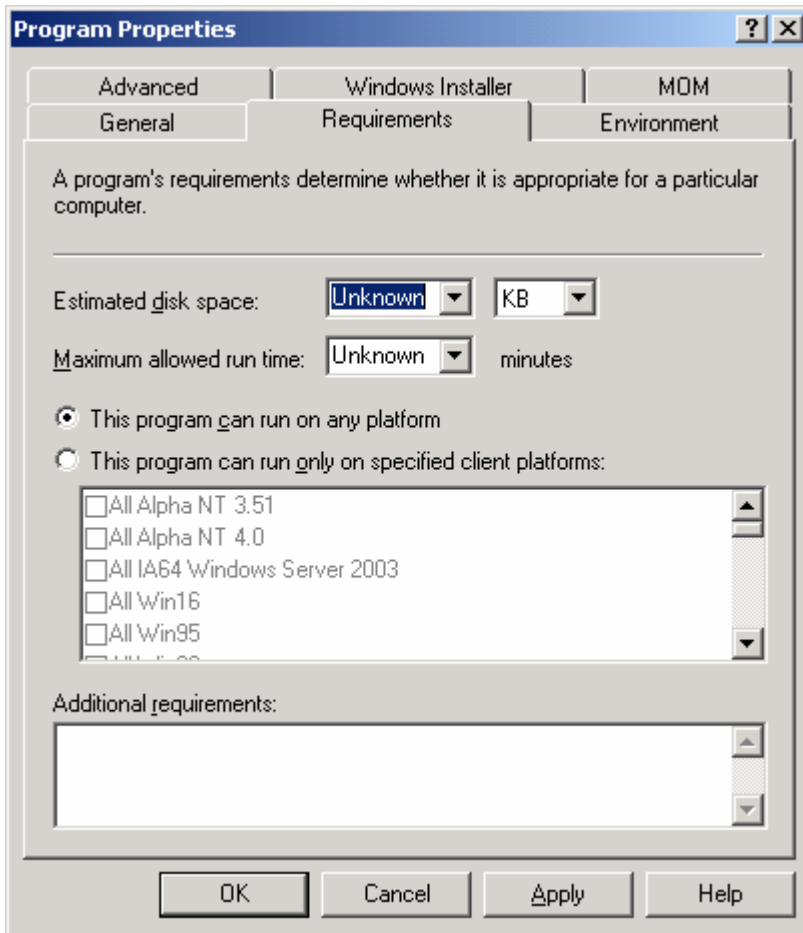 Program Properties
Advanced Windows Installer MOM
General Requirements Environment
A program's requirements determine whether it is appropriate for a particular
computer.
Estimated disk space: Unknown KB
Maximum allowed run time: Unknown minutes
This program can run on any platform
This program can run only on specified client platforms:
All Alpha NT 3.51
All Alpha NT 4.0
All IA64 Windows Server 2003
All Win16
All Win95
Additional requirements:
OK Cancel Apply Help